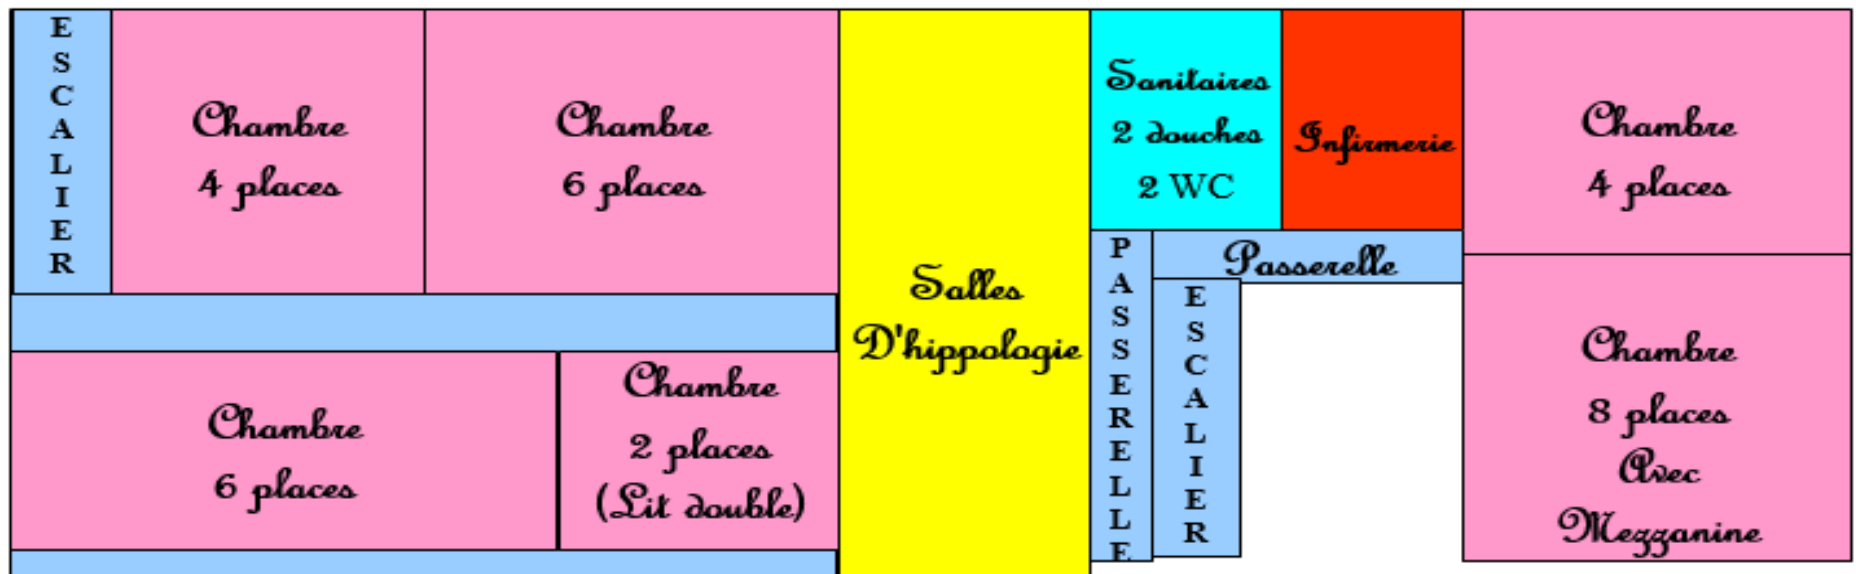 ESCALIER
Chambre
4 places
Chambre
6 places
Chambre
6 places
Chambre
2 places
(Lit double)
Salles
D'hippologie
Sanitaires
2 douches
2 WC
Infirmerie
Passerelle
PASSERELLE
ESCALIER
Chambre
4 places
Chambre
8 places
Avec
Mezzanine